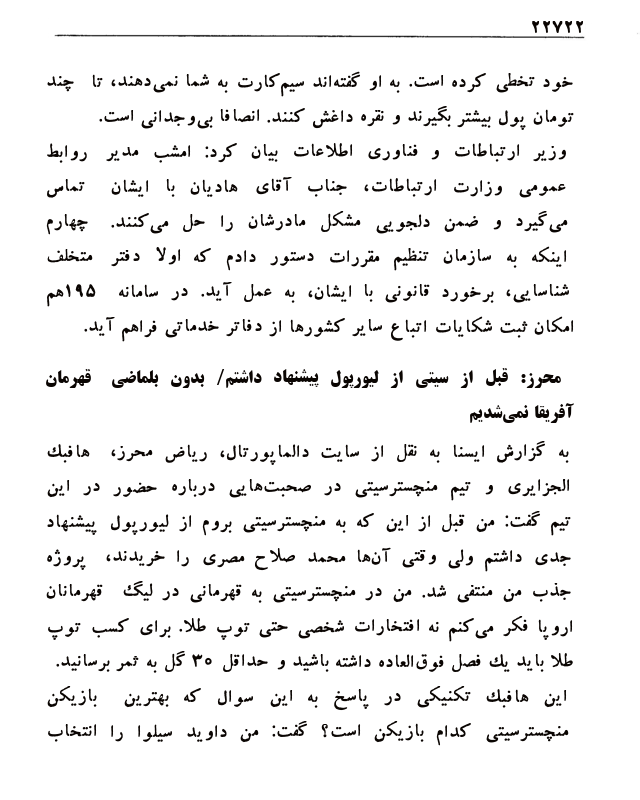 ۲۲۷۲۲
خود تخطی کرده است. به او گفته‌اند سیم‌کارت به شما نمی‌دهند، تا چند
تومان پول بیشتر بگیرند و نقره داغش کنند. انصافا بی‌وجدانی است.
وزیر ارتباطات و فناوری اطلاعات بیان کرد: امشب مدیر روابط
عمومی وزارت ارتباطات، جناب آقای هادیان با ایشان تماس
می‌گیرد و ضمن دلجویی مشکل مادرشان را حل می‌کنند. چهارم
اینکه به سازمان تنظیم مقررات دستور دادم که اولا دفتر متخلف
شناسایی، برخورد قانونی با ایشان، به عمل آید. در سامانه ۱۹۵هم
امکان ثبت شکایات اتباع سایر کشورها از دفاتر خدماتی فراهم آید.
محرز: قبل از سیتی از لیورپول پیشنهاد داشتم/ بدون بلماضی قهرمان
آفریقا نمی‌شدیم
به گزارش ایسنا به نقل از سایت دالماپورتال، ریاض محرز، هافبک
الجزایری و تیم منچسترسیتی در صحبت‌هایی درباره حضور در این
تیم گفت: من قبل از این که به منچسترسیتی بروم از لیورپول پیشنهاد
جدی داشتم ولی وقتی آن‌ها محمد صلاح مصری را خریدند، پروژه
جذب من منتفی شد. من در منچسترسیتی به قهرمانی در لیگ قهرمانان
اروپا فکر می‌کنم نه افتخارات شخصی حتی توپ طلا. برای کسب توپ
طلا باید یک فصل فوق‌العاده داشته باشید و حداقل ۳۰ گل به ثمر برسانید.
این هافبک تکنیکی در پاسخ به این سوال که بهترین بازیکن
منچسترسیتی کدام بازیکن است؟ گفت: من داوید سیلوا را انتخاب